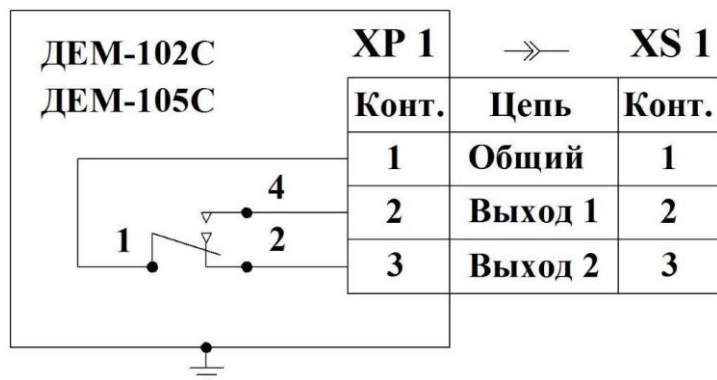 ДЕМ-102С
ДЕМ-105С
XP 1
XS 1
Конт. Цепь Конт.
1 Общий 1
2 Выход 1 2
3 Выход 2 3
4
1
2